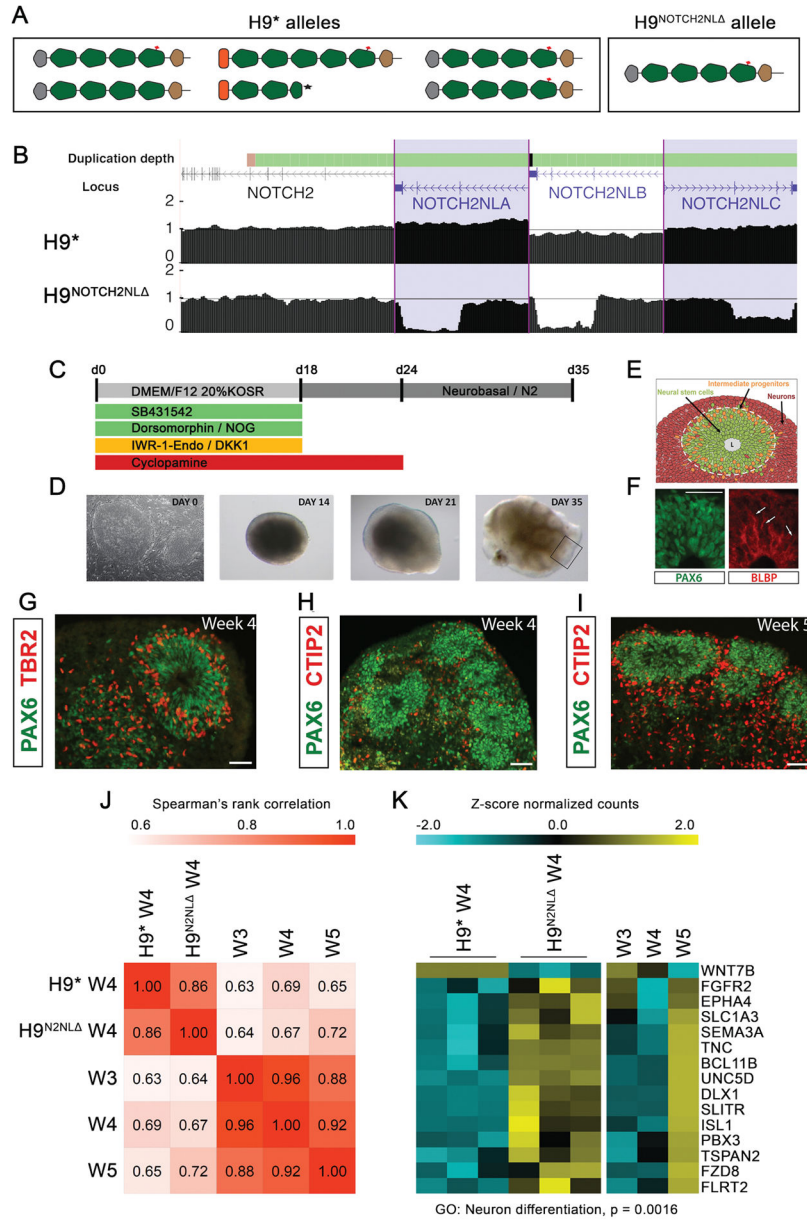 A
H9* alleles
H9NOTCH2NLΔ allele
B
Duplication depth
Locus
NOTCH2
NOTCH2NLA
NOTCH2NLB
NOTCH2NLC
2
1
0
H9*
2
1
0
H9NOTCH2NLΔ
C
d0
d18
d24
d35
DMEM/F12 20%KOSR
Neurobasal / N2
SB431542
Dorsomorphin / NOG
IWR-1-Endo / DKK1
Cyclopamine
D
DAY 0
DAY 14
DAY 21
DAY 35
E
Intermediate progenitors
Neural stem cells
Neurons
L
F
PAX6
BLBP
G
PAX6 TBR2
Week 4
H
PAX6 CTIP2
Week 4
I
PAX6 CTIP2
Week 5
J
Spearman's rank correlation
0.6
1.0
H9* W4
H9N2NLΔ W4
W3
W4
W5
H9* W4 1.00 0.86 0.63 0.69 0.65
H9N2NLΔ W4 0.86 1.00 0.64 0.67 0.72
W3 0.63 0.64 1.00 0.96 0.88
W4 0.69 0.67 0.96 1.00 0.92
W5 0.65 0.72 0.88 0.92 1.00
K
Z-score normalized counts
-2.0
0.0
2.0
H9* W4
H9N2NLΔ W4
W3
W4
W5
WNT7B
FGFR2
EPHA4
SLC1A3
SEMA3A
TNC
BCL11B
UNC5D
DLX1
SLITR
ISL1
PBX3
TSPAN2
FZD8
FLRT2
GO: Neuron differentiation, p = 0.0016